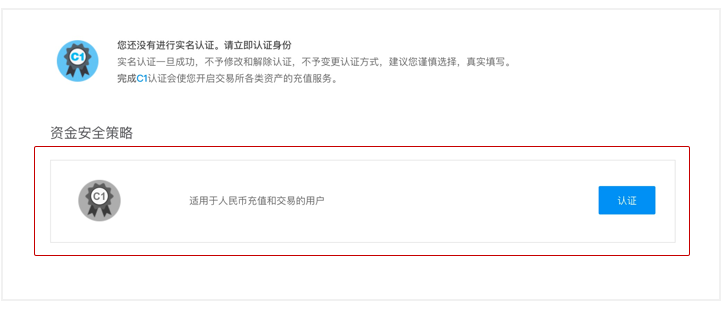 您还没有进行实名认证。请立即认证身份
C1
实名认证一旦成功，不予修改和解除认证，不予变更认证方式，建议您谨慎选择，真实填写。
完成C1认证会使您开启交易所各类资产的充值服务。
资金安全策略
C1
适用于人民币充值和交易的用户
认证